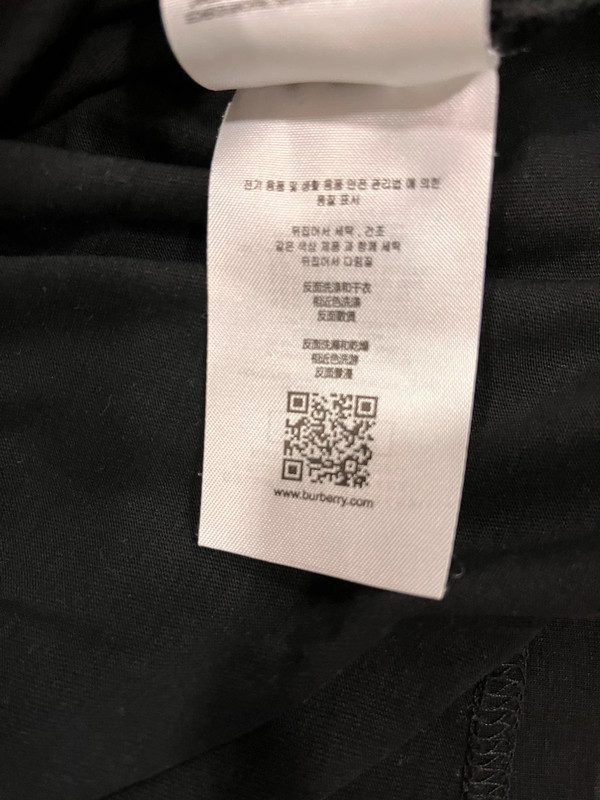 전기 용품 및 생활 용품 안전 관리법 에 의한
품질 표시
뒤집어서 세탁 , 건조
같은 색상 제품 과 함께 세탁
뒤집어서 다림질
反面洗涤和干衣
相近色洗涤
反面熨烫
反面洗滌和乾燥
相近色洗滌
反面
www.burberry.com